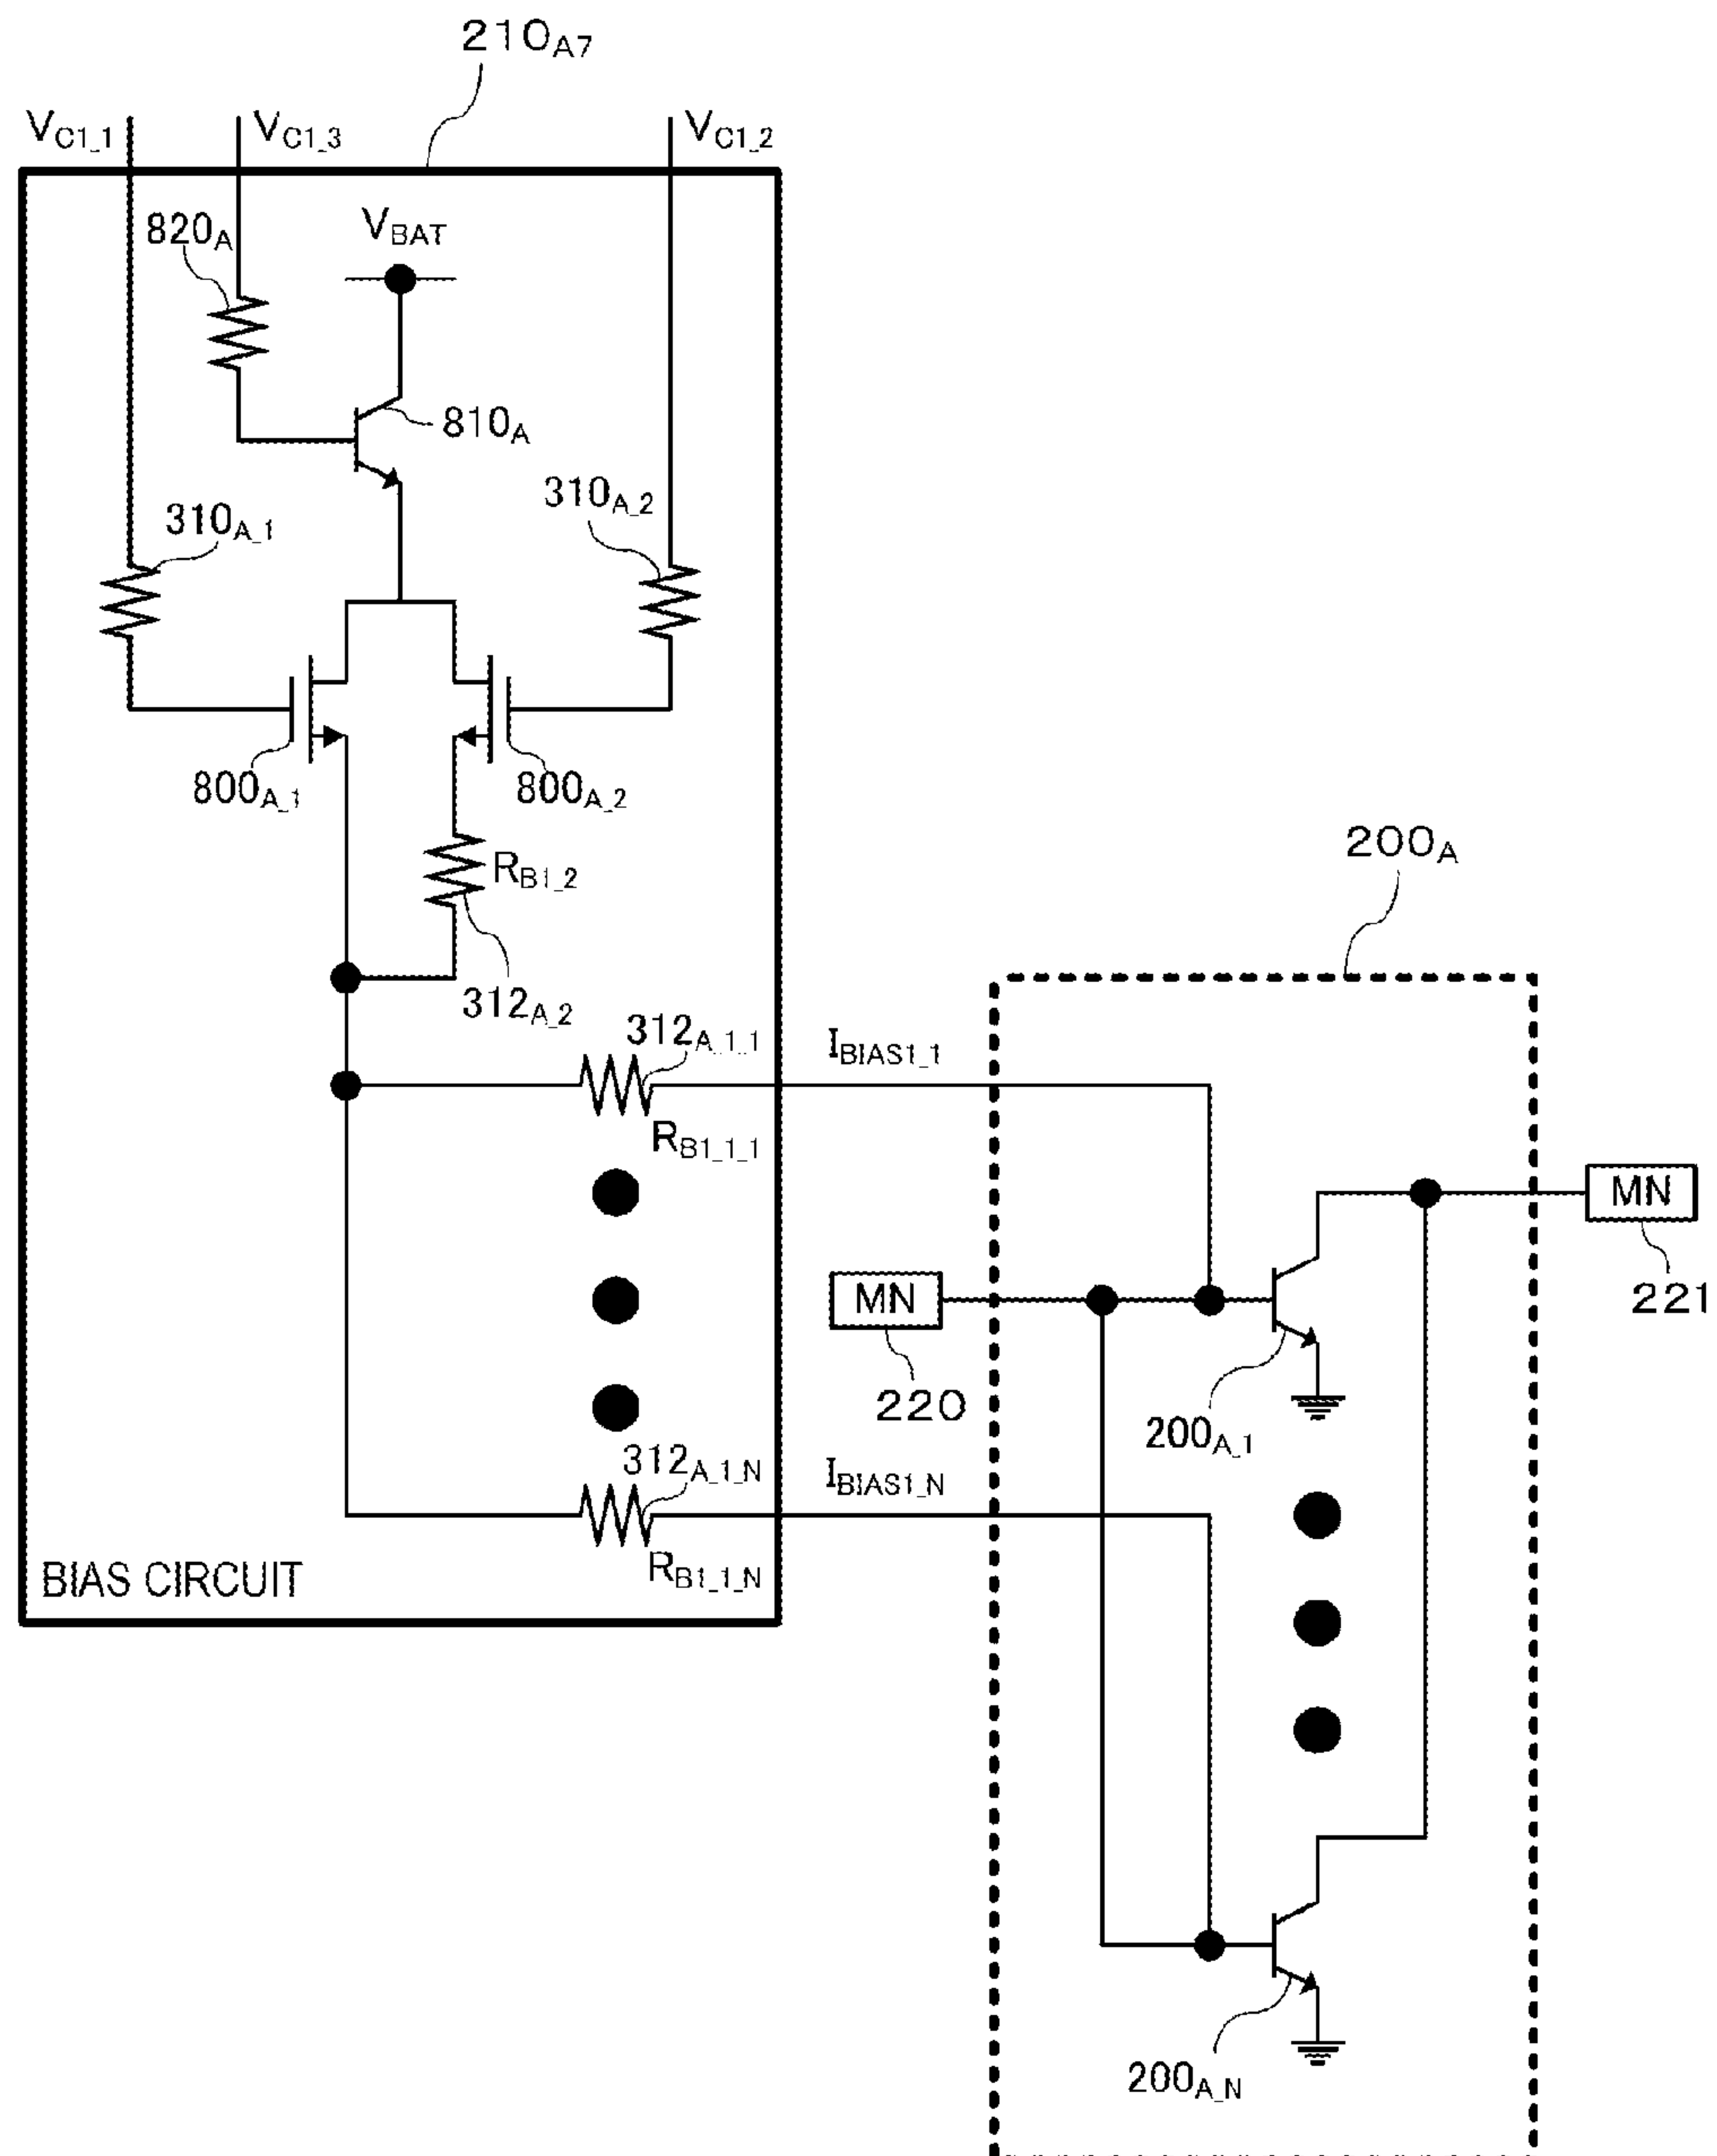 210A7
VC1_1
VC1_3
VC1_2
820A
VBAT
810A
310A_1
310A_2
800A_1
800A_2
RB1_2
312A_2
200A
312A_1_1
IBIAS1_1
RB1_1_1
MN
221
MN
220
200A_1
312A_1_N
IBIAS1_N
RB1_1_N
BIAS CIRCUIT
200A_N